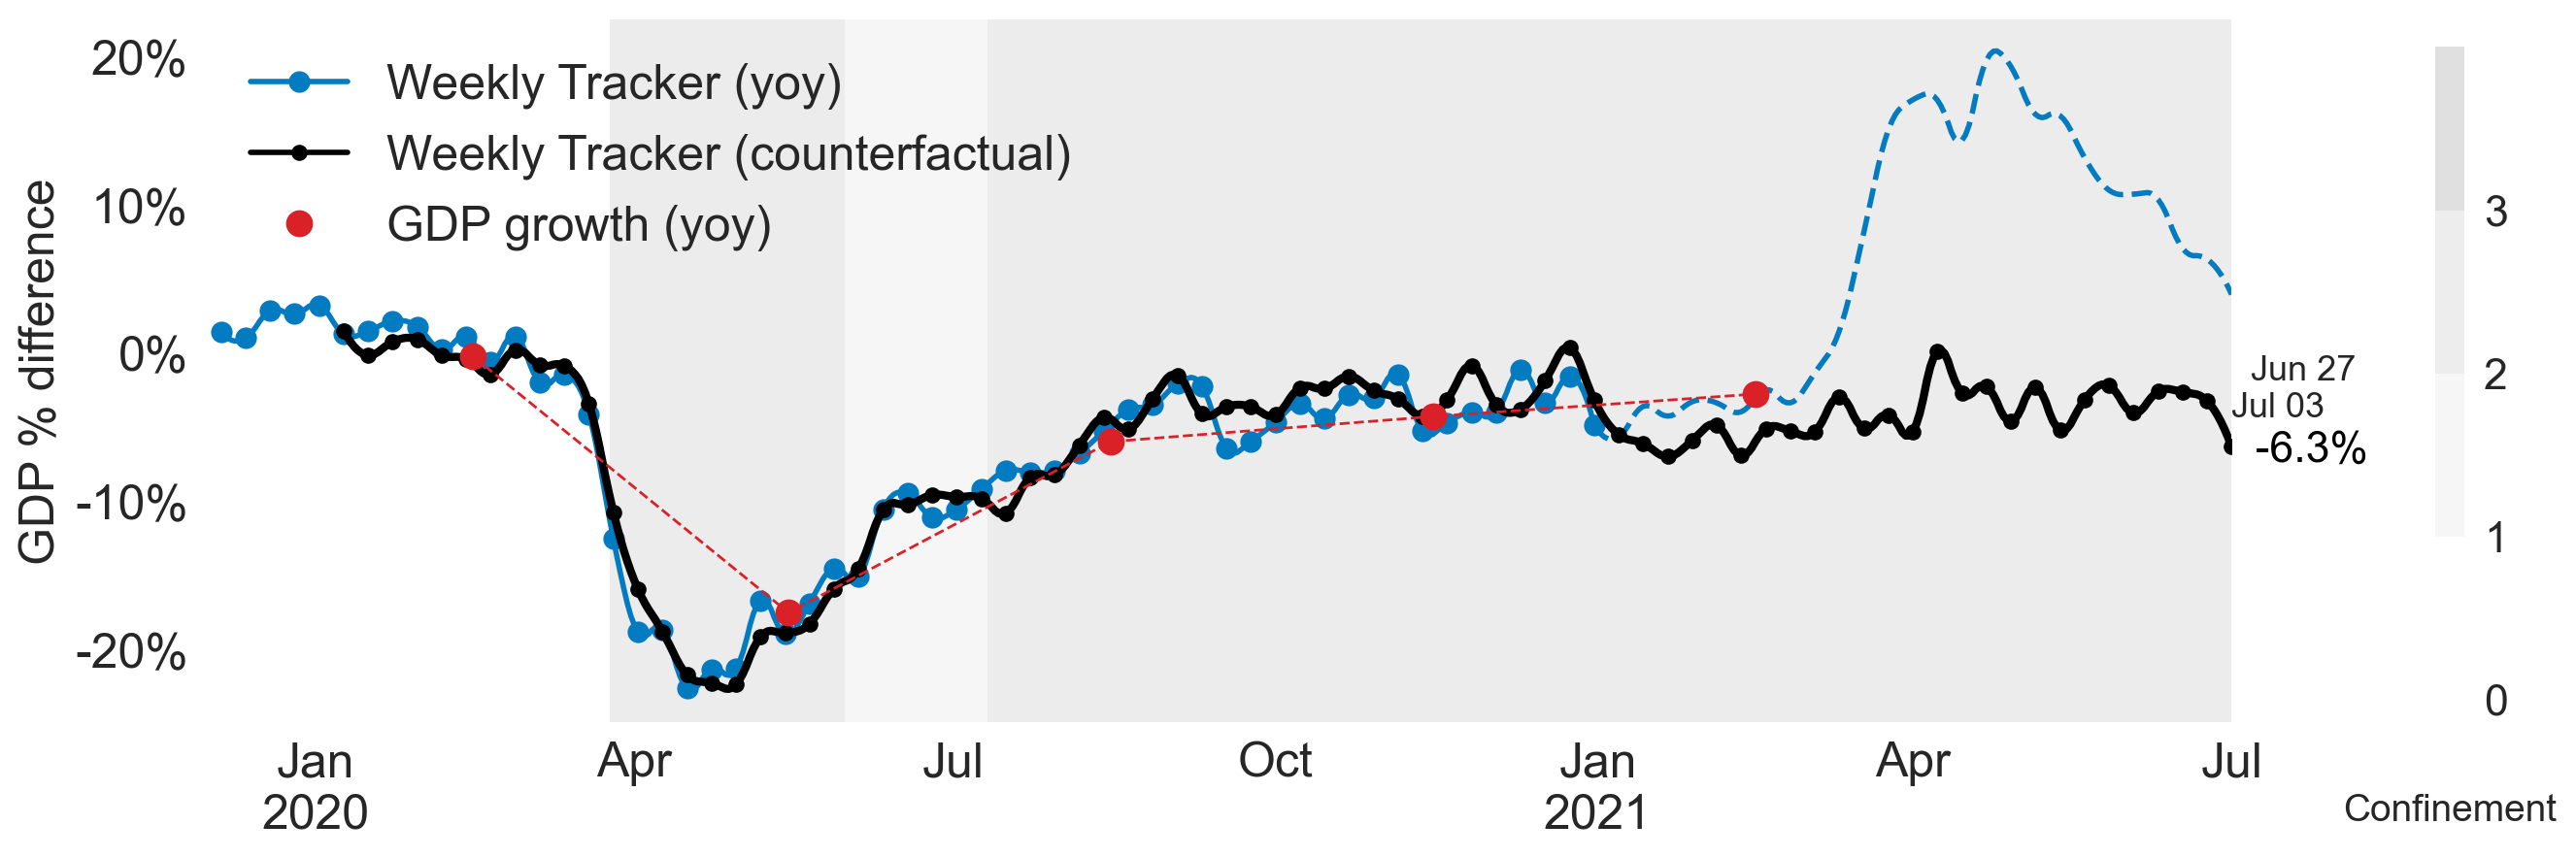 20%
10%
0%
-10%
-20%
GDP % difference
Weekly Tracker (yoy)
Weekly Tracker (counterfactual)
GDP growth (yoy)
Jun 27
Jul 03
-6.3%
3
2
1
0
Jan Apr Jul Oct Jan Apr Jul
2020 2021
Confinement